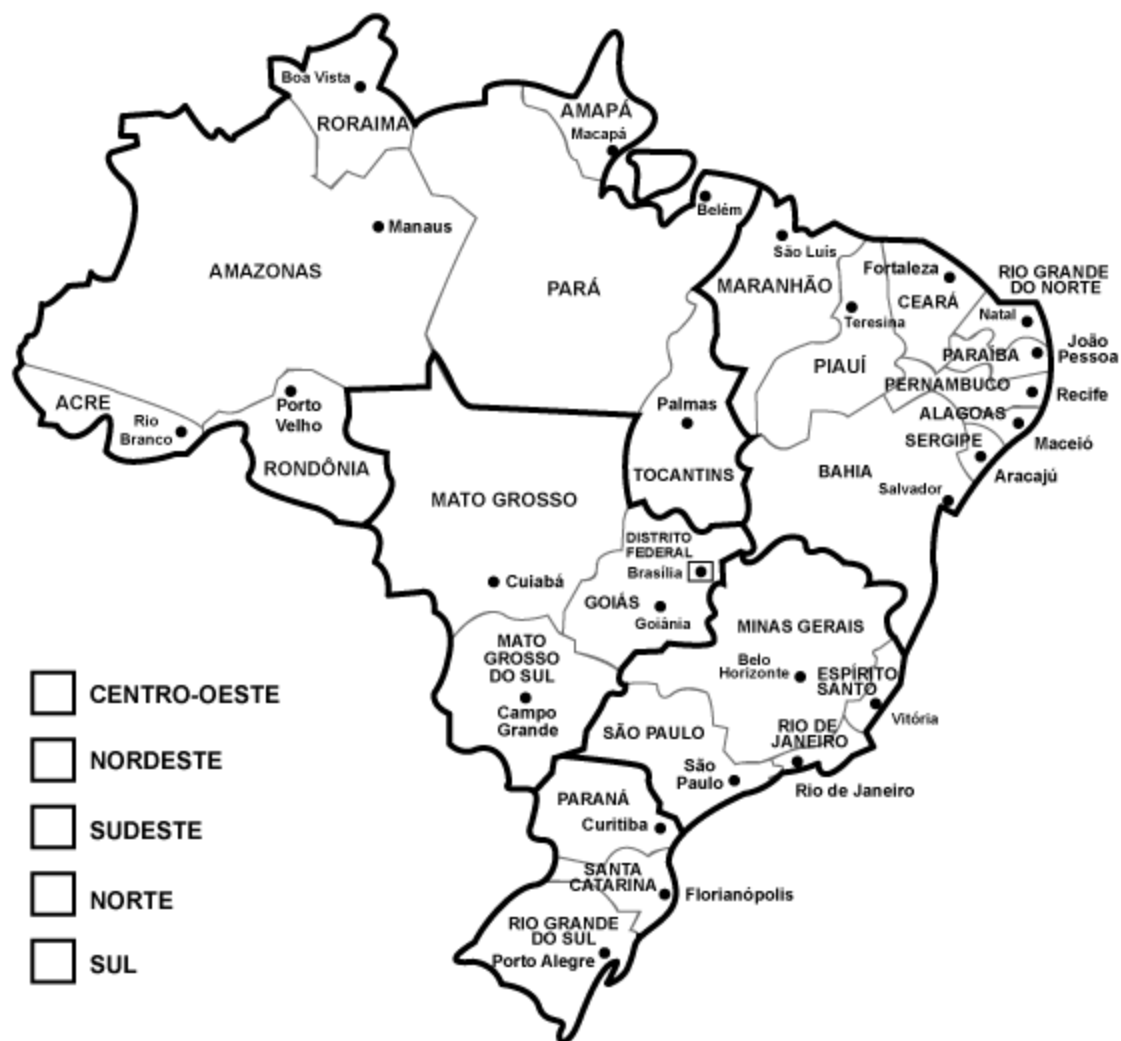 Boa Vista
RORAIMA
AMAPÁ
Macapá
Belém
Manaus
AMAZONAS
PARÁ
São Luís
MARANHÃO
Teresina
PIAUÍ
Fortaleza
CEARÁ
RIO GRANDE
DO NORTE
Natal
PARAÍBA
João
Pessoa
PERNAMBUCO
Recife
ALAGOAS
Maceió
SERGIPE
Aracajú
BAHIA
Salvador
ACRE
Rio
Branco
Porto
Velho
RONDÔNIA
Palmas
TOCANTINS
MATO GROSSO
Cuiabá
DISTRITO
FEDERAL
Brasília
GOIÁS
Goiânia
MATO
GROSSO
DO SUL
Campo
Grande
MINAS GERAIS
Belo
Horizonte
ESPÍRITO
SANTO
Vitória
SÃO PAULO
São
Paulo
RIO DE
JANEIRO
Rio de Janeiro
PARANÁ
Curitiba
SANTA
CATARINA
Florianópolis
RIO GRANDE
DO SUL
Porto Alegre
CENTRO-OESTE
NORDESTE
SUDESTE
NORTE
SUL